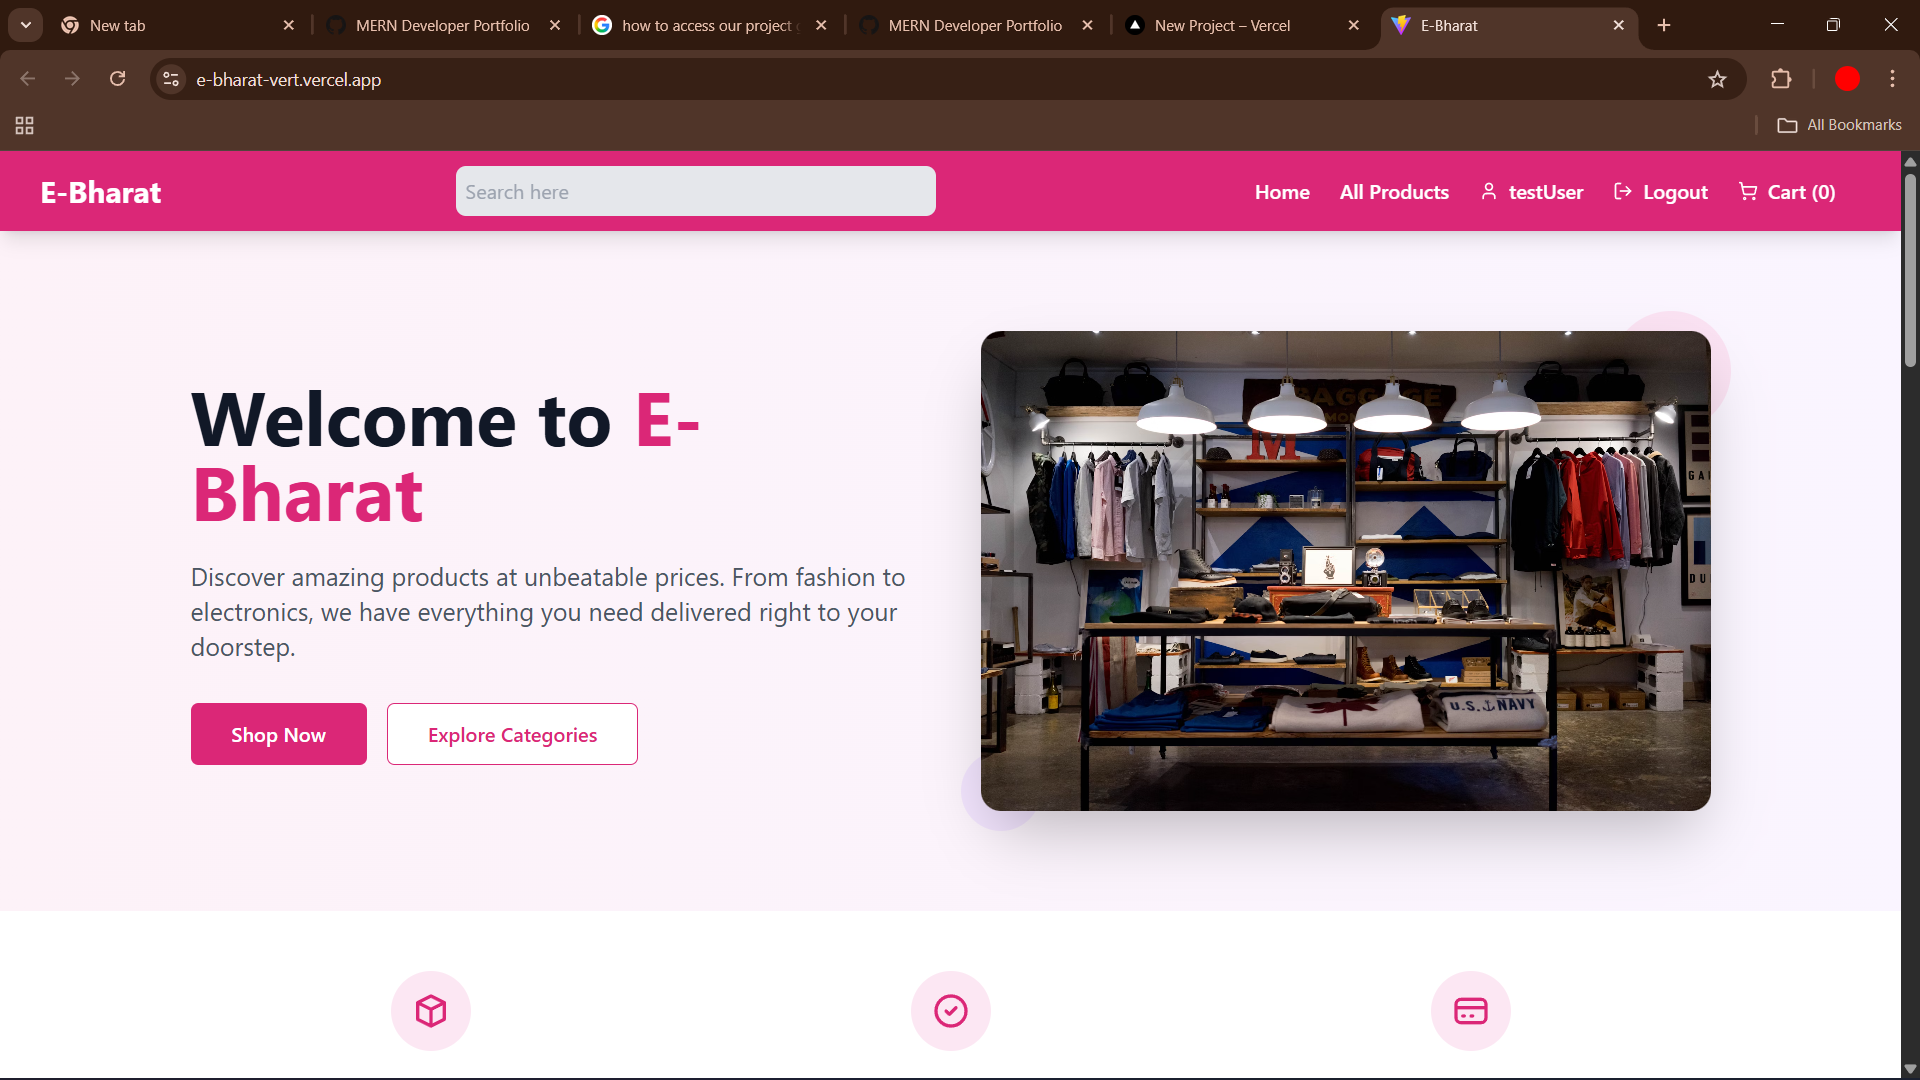 New tab
MERN Developer Portfolio
how to access our project
MERN Developer Portfolio
New Project – Vercel
E-Bharat
e-bharat-vert.vercel.app
All Bookmarks
E-Bharat
Search here
Home
All Products
testUser
Logout
Cart (0)
Welcome to E-
Bharat
Discover amazing products at unbeatable prices. From fashion to
electronics, we have everything you need delivered right to your
doorstep.
Shop Now
Explore Categories
BAGGAGE
M
GA
DU
U.S. NAVY